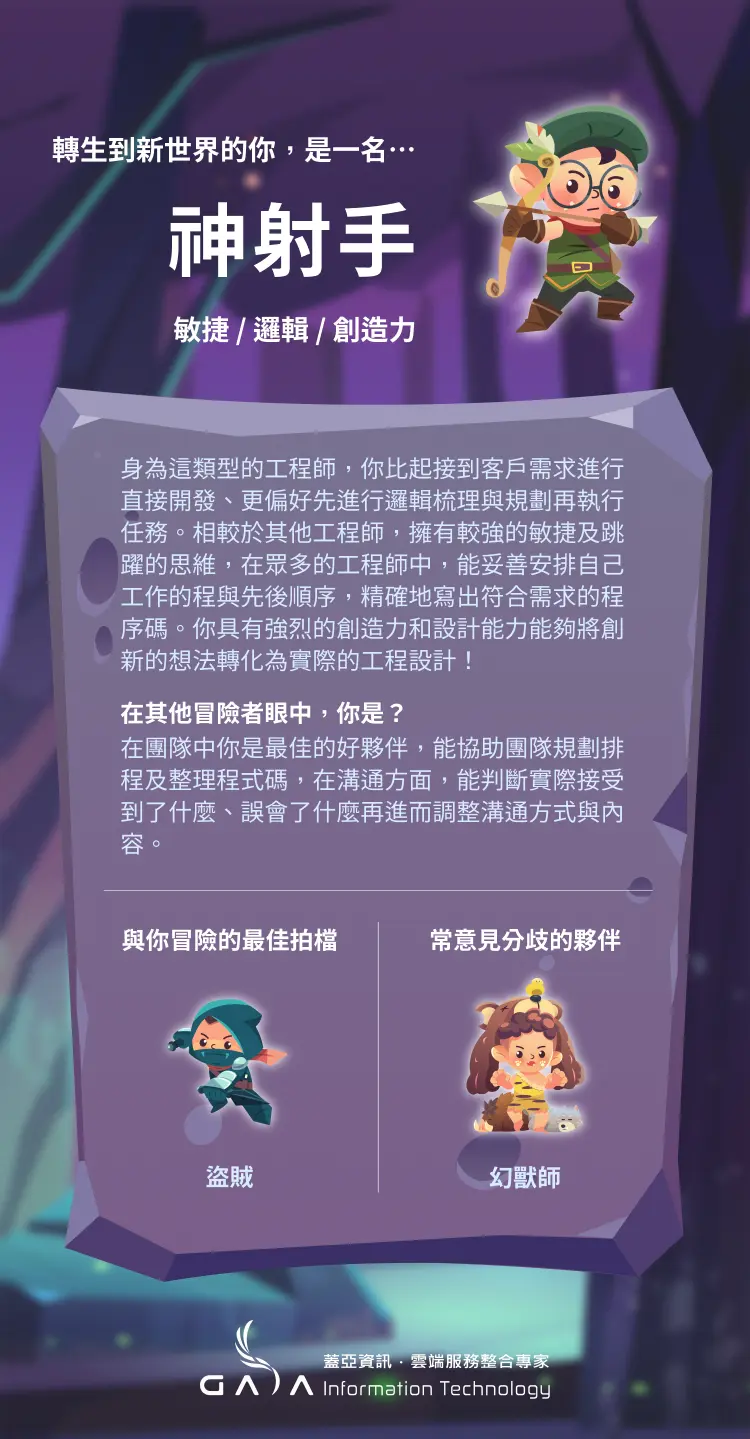 轉生到新世界的你，是一名…
神射手
敏捷 / 邏輯 / 創造力
身為這類型的工程師，你比起接到客戶需求進行
直接開發、更偏好先進行邏輯梳理與規劃再執行
任務。相較於其他工程師，擁有較強的敏捷及跳
躍的思維，在眾多的工程師中，能妥善安排自己
工作的程與先後順序，精確地寫出符合需求的程
序碼。你具有強烈的創造力和設計能力能夠將創
新的想法轉化為實際的工程設計！
在其他冒險者眼中，你是？
在團隊中你是最佳的好夥伴，能協助團隊規劃排
程及整理程式碼，在溝通方面，能判斷實際接受
到了什麼、誤會了什麼再進而調整溝通方式與內
容。
與你冒險的最佳拍檔
盜賊
常意見分歧的夥伴
幻獸師
蓋亞資訊．雲端服務整合專家
GAIA Information Technology